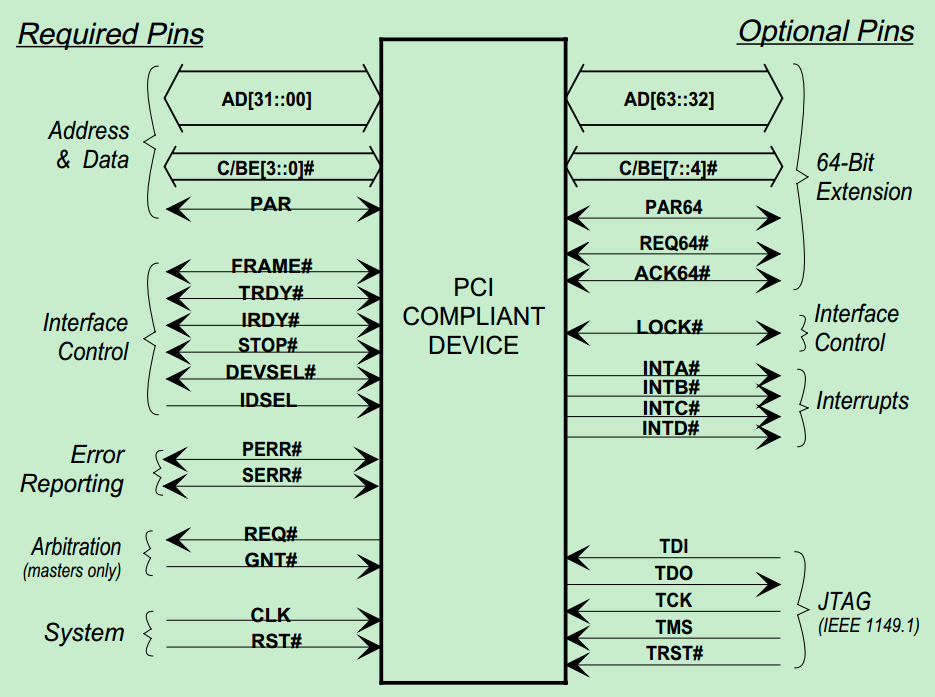 Required Pins
Optional Pins
Address
& Data
AD[31::00]
C/BE[3::0]#
PAR
Interface
Control
FRAME#
TRDY#
IRDY#
STOP#
DEVSEL#
IDSEL
Error
Reporting
PERR#
SERR#
Arbitration
(masters only)
REQ#
GNT#
System
CLK
RST#
PCI
COMPLIANT
DEVICE
AD[63::32]
C/BE[7::4]#
PAR64
REQ64#
ACK64#
64-Bit
Extension
LOCK#
Interface
Control
INTA#
INTB#
INTC#
INTD#
Interrupts
TDI
TDO
TCK
TMS
TRST#
JTAG
(IEEE 1149.1)